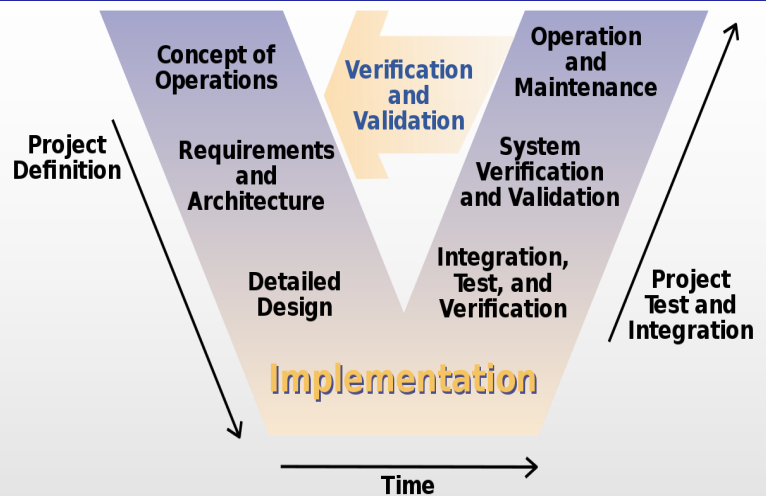 Concept of
Operations
Verification
and
Validation
Operation
and
Maintenance
Project
Definition
Requirements
and
Architecture
System
Verification
and Validation
Detailed
Design
Integration,
Test, and
Verification
Project
Test and
Integration
Implementation
Time